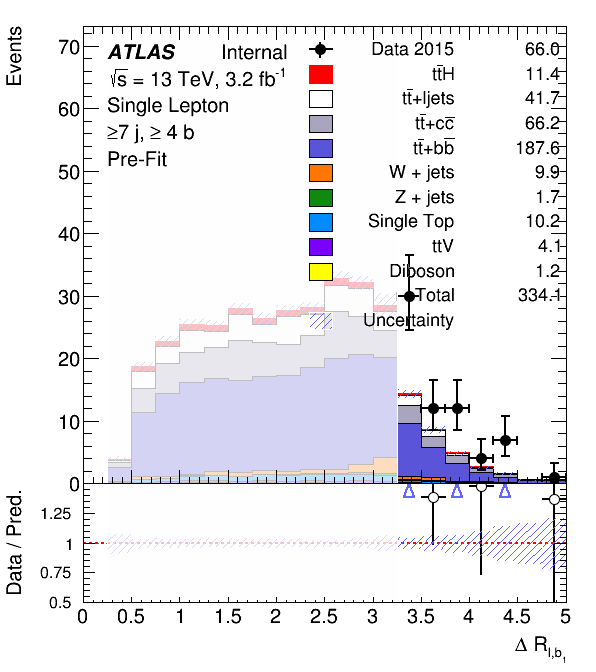 Events
70
60
50
40
30
20
10
0
ATLAS Internal
√s = 13 TeV, 3.2 fb⁻¹
Single Lepton
≥7 j, ≥ 4 b
Pre-Fit
Data 2015 66.0
tt̄H 11.4
tt̄+ljets 41.7
tt̄+cc̄ 66.2
tt̄+bb̄ 187.6
W + jets 9.9
Z + jets 1.7
Single Top 10.2
ttV 4.1
Diboson 1.2
Total 334.1
Uncertainty
Data / Pred.
1.25
1
0.75
0.5
0 0.5 1 1.5 2 2.5 3 3.5 4 4.5 5
Δ R l,b₁